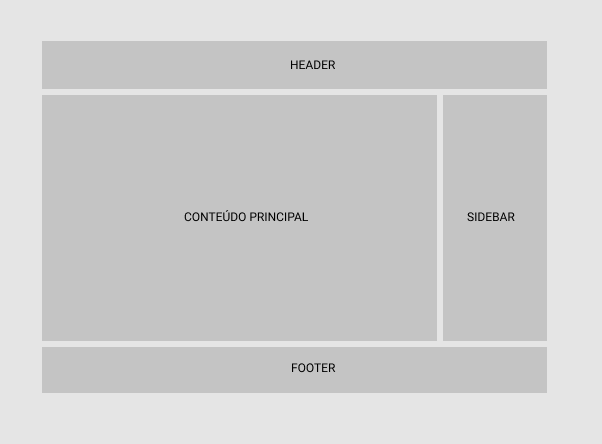 HEADER
CONTEÚDO PRINCIPAL
SIDEBAR
FOOTER